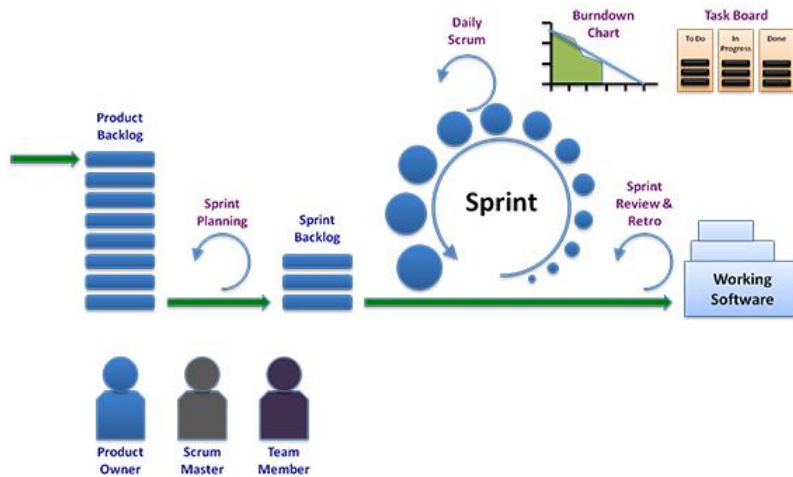 Daily
Scrum
Burndown
Chart
Task Board
To Do
In
Progress
Done
Product
Backlog
Sprint
Planning
Sprint
Backlog
Sprint
Sprint
Review &
Retro
Working
Software
Product
Owner
Scrum
Master
Team
Member